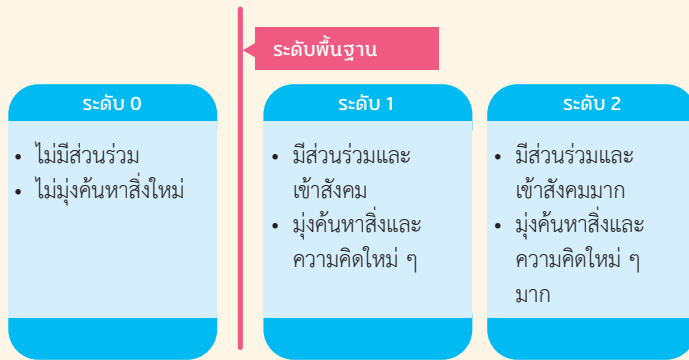 ระดับพื้นฐาน
ระดับ 0
• ไม่มีส่วนร่วม
• ไม่มุ่งค้นหาสิ่งใหม่
ระดับ 1
• มีส่วนร่วมและ
เข้าสังคม
• มุ่งค้นหาสิ่งและ
ความคิดใหม่ ๆ
ระดับ 2
• มีส่วนร่วมและ
เข้าสังคมมาก
• มุ่งค้นหาสิ่งและ
ความคิดใหม่ ๆ
มาก